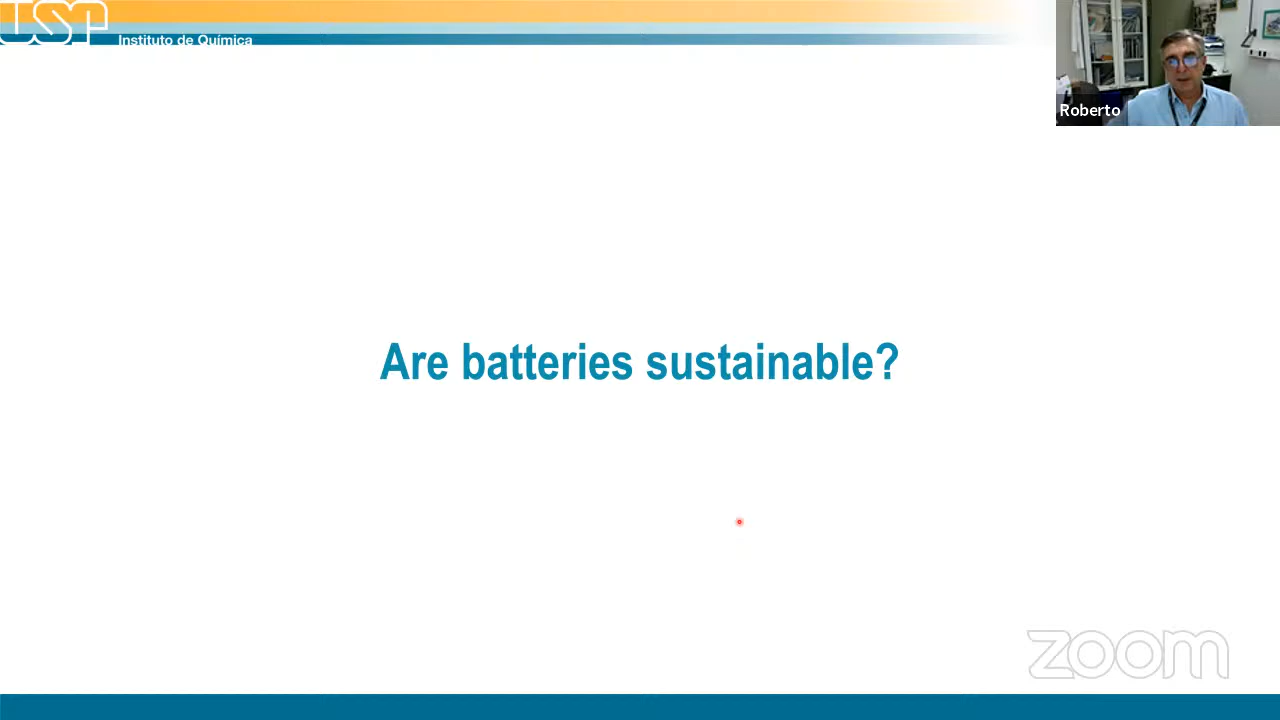 USP
Instituto de Química
Roberto
Are batteries sustainable?
zoom